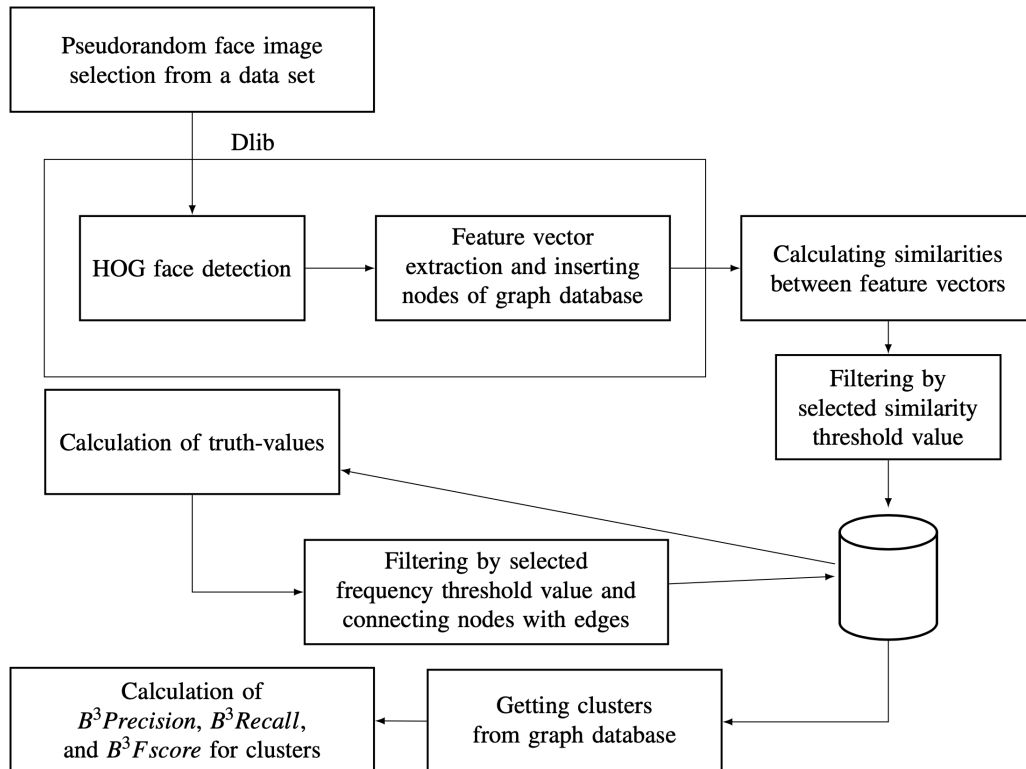 Pseudorandom face image
selection from a data set
Dlib
HOG face detection
Feature vector
extraction and inserting
nodes of graph database
Calculating similarities
between feature vectors
Filtering by
selected similarity
threshold value
Calculation of truth-values
Filtering by selected
frequency threshold value and
connecting nodes with edges
Getting clusters
from graph database
Calculation of
B³Precision, B³Recall,
and B³Fscore for clusters